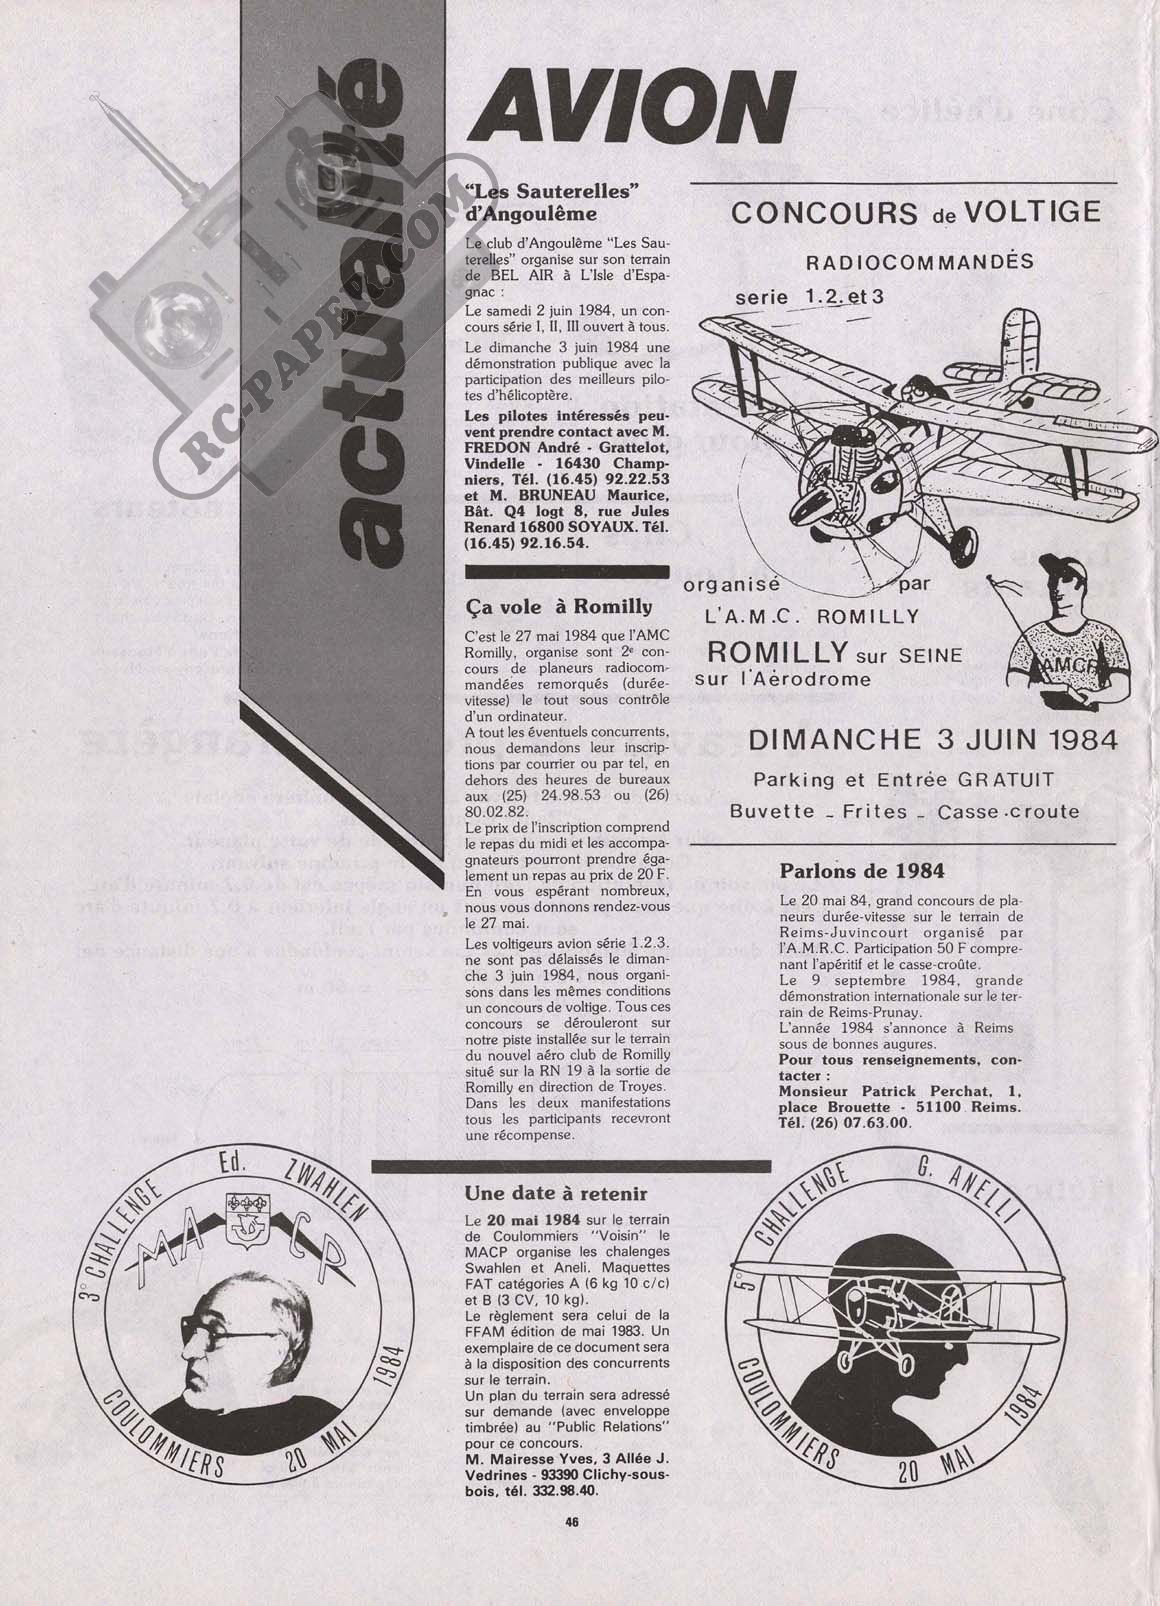 actualité
AVION
"Les Sauterelles"
d'Angoulême
Le club d'Angoulême "Les Sau-
terelles" organise sur son terrain
de BEL AIR à L'Isle d'Espa-
gnac :
Le samedi 2 juin 1984, un con-
cours série I, II, III ouvert à tous.
Le dimanche 3 juin 1984 une
démonstration publique avec la
participation des meilleurs pilo-
tes d'hélicoptère.
Les pilotes intéressés peu-
vent prendre contact avec M.
FREDON André - Grattelot,
Vindelle - 16430 Champ-
niers, Tél. (16.45) 92.22.53
et M. BRUNEAU Maurice,
Bât. Q4 logt 8, rue Jules
Renard 16800 SOYAUX. Tél.
(16.45) 92.16.54.
Ça vole à Romilly
C'est le 27 mai 1984 que l'AMC
Romilly, organise sont 2e con-
cours de planeurs radiocom-
mandées remorqués (durée-
vitesse) le tout sous contrôle
d'un ordinateur.
A tout les éventuels concurrents,
nous demandons leur inscrip-
tions par courrier ou par tel, en
dehors des heures de bureaux
aux (25) 24.98.53 ou (26)
80.02.82.
Le prix de l'inscription comprend
le repas du midi et les accompa-
gnateurs pourront prendre éga-
lement un repas au prix de 20 F.
En vous espérant nombreux,
nous vous donnons rendez-vous
le 27 mai.
Les voltigeurs avion série 1.2.3.
ne sont pas délaissés le diman-
che 3 juin 1984, nous organi-
sons dans les mêmes conditions
un concours de voltige. Tous ces
concours se dérouleront sur
notre piste installée sur le terrain
du nouvel aéro club de Romilly
situé sur la RN 19 à la sortie de
Romilly en direction de Troyes.
Dans les deux manifestations
tous les participants recevront
une récompense.
CONCOURS de VOLTIGE
RADIOCOMMANDÉS
serie 1.2.et 3
organisé par
L'A.M.C. ROMILLY
ROMILLY sur SEINE
sur l'Aérodrome
AMCR
DIMANCHE 3 JUIN 1984
Parking et Entrée GRATUIT
Buvette - Frites - Casse-croute
Parlons de 1984
Le 20 mai 84, grand concours de pla-
neurs durée-vitesse sur le terrain de
Reims-Juvincourt organisé par
l'A.M.R.C. Participation 50 F compre-
nant l'apéritif et le casse-croûte.
Le 9 septembre 1984, grande
démonstration internationale sur le ter-
rain de Reims-Prunay.
L'année 1984 s'annonce à Reims
sous de bonnes augures.
Pour tous renseignements, con-
tacter :
Monsieur Patrick Perchat, 1,
place Brouette - 51100 Reims.
Tél. (26) 07.63.00.
Une date à retenir
Le 20 mai 1984 sur le terrain
de Coulommiers "Voisin" le
MACP organise les chalenges
Swahlen et Aneli. Maquettes
FAT catégories A (6 kg 10 c/c)
et B (3 CV, 10 kg).
Le règlement sera celui de la
FFAM édition de mai 1983. Un
exemplaire de ce document sera
à la disposition des concurrents
sur le terrain.
Un plan du terrain sera adressé
sur demande (avec enveloppe
timbrée) au "Public Relations"
pour ce concours.
M. Mairesse Yves, 3 Allée J.
Vedrines - 93390 Clichy-sous-
bois, tél. 332.98.40.
3° CHALLENGE Ed. ZWAHLEN
MACP
COULOMMIERS 20 MAI 1984
5° CHALLENGE G. ANELLI
COULOMMIERS 20 MAI 1984
46
RC-PAPER.COM